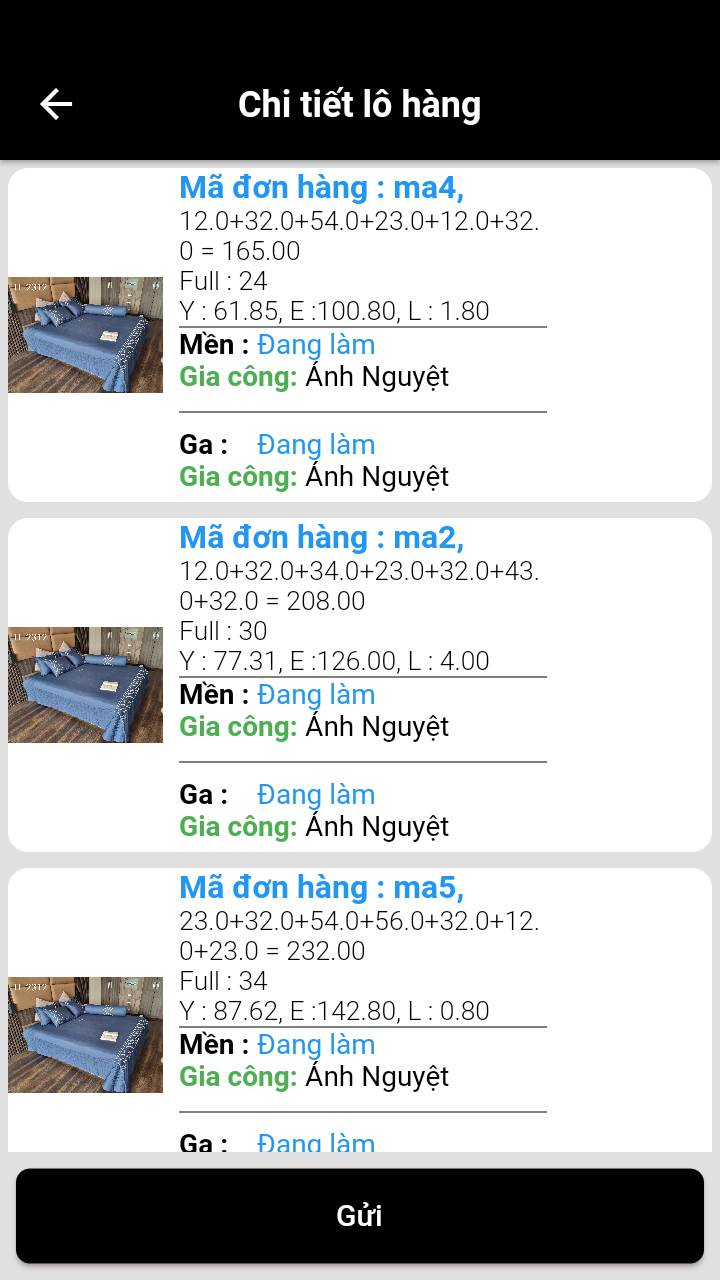 Chi tiết lô hàng
Mã đơn hàng : ma4,
12.0+32.0+54.0+23.0+12.0+32.
0 = 165.00
Full : 24
Y : 61.85, E :100.80, L : 1.80
Mền : Đang làm
Gia công: Ánh Nguyệt
Ga : Đang làm
Gia công: Ánh Nguyệt
Mã đơn hàng : ma2,
12.0+32.0+34.0+23.0+32.0+43.
0+32.0 = 208.00
Full : 30
Y : 77.31, E :126.00, L : 4.00
Mền : Đang làm
Gia công: Ánh Nguyệt
Ga : Đang làm
Gia công: Ánh Nguyệt
Mã đơn hàng : ma5,
23.0+32.0+54.0+56.0+32.0+12.
0+23.0 = 232.00
Full : 34
Y : 87.62, E :142.80, L : 0.80
Mền : Đang làm
Gia công: Ánh Nguyệt
Ga : Đang làm
Gửi